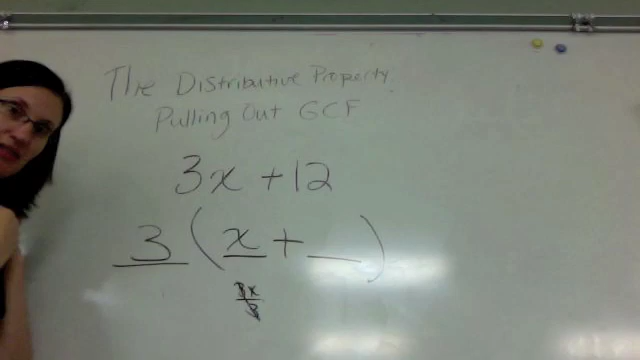 The Distributive Property
Pulling Out GCF
3x + 12
3 ( x + __ )
3x
3